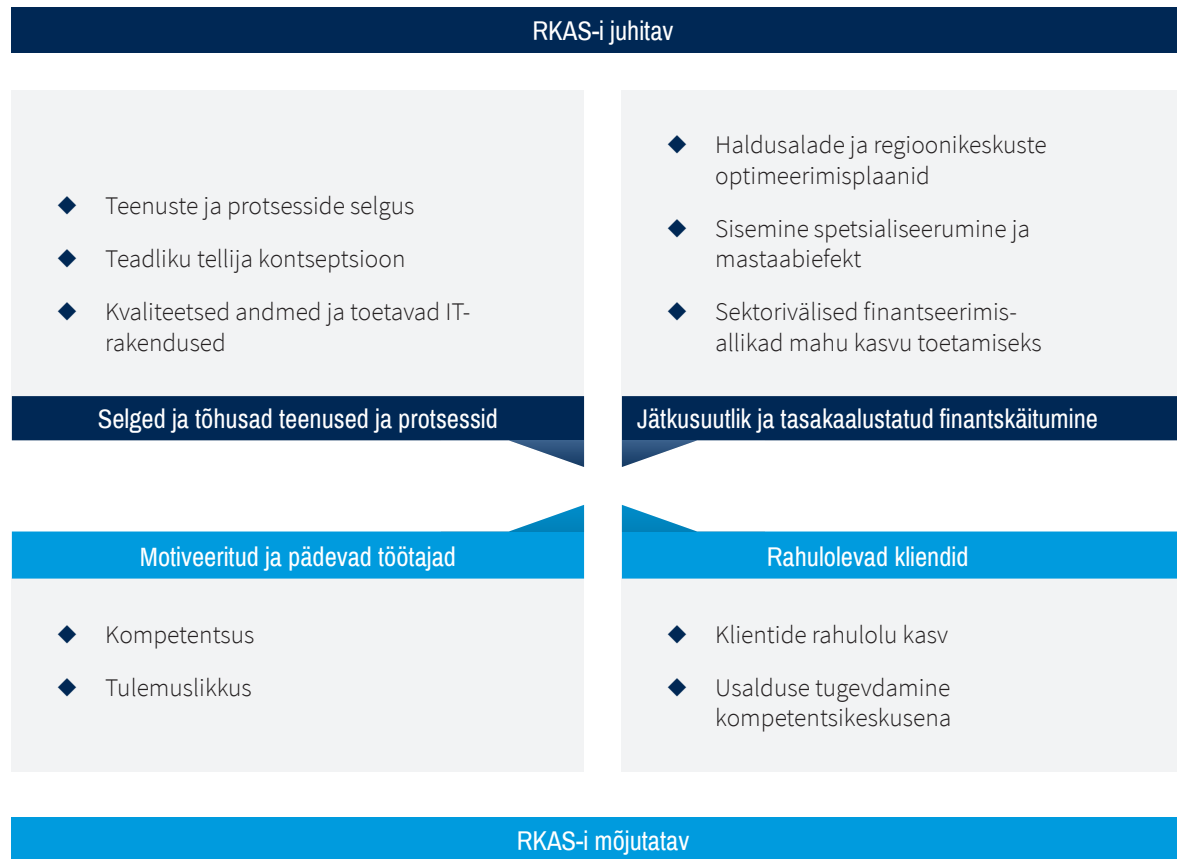 RKAS-i juhitav
Teenuste ja protsesside selgus
Teadliku tellija kontseptsioon
Kvaliteetsed andmed ja toetavad IT-
rakendused
Selged ja tõhusad teenused ja protsessid
Haldusalade ja regioonikeskuste
optimeerimisplaanid
Sisemine spetsialiseerumine ja
mastaabiefekt
Sektorivälised finantseerimis-
allikad mahu kasvu toetamiseks
Jätkusuutlik ja tasakaalustatud finantskäitumine
Motiveeritud ja pädevad töötajad
Kompetentsus
Tulemuslikkus
Rahulolevad kliendid
Klientide rahulolu kasv
Usalduse tugevdamine
kompetentsikeskusena
RKAS-i mõjutatav